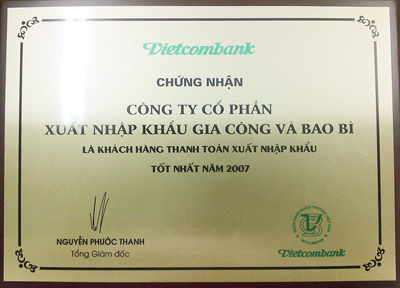 Vietcombank
CHỨNG NHẬN
CÔNG TY CỔ PHẦN
XUẤT NHẬP KHẨU GIA CÔNG VÀ BAO BÌ
LÀ KHÁCH HÀNG THANH TOÁN XUẤT NHẬP KHẨU
TỐT NHẤT NĂM 2007
NGUYỄN PHƯỚC THANH
Tổng Giám đốc
Vietcombank